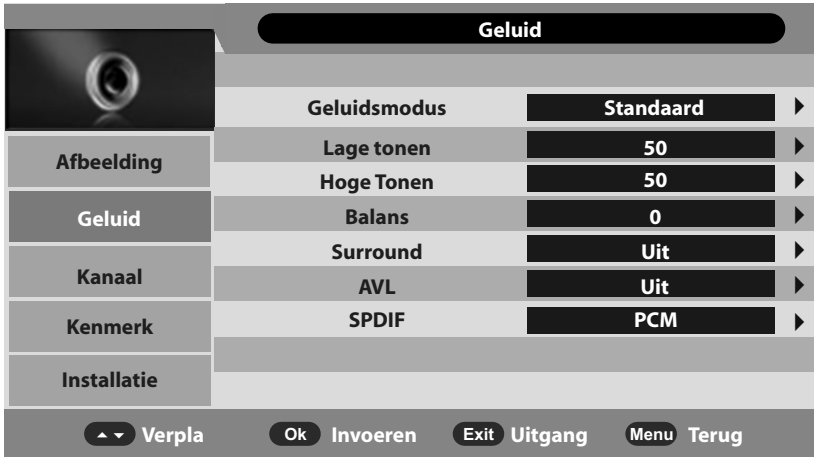 Geluid
Geluidsmodus Standaard
Lage tonen 50
Hoge Tonen 50
Balans 0
Surround Uit
AVL Uit
SPDIF PCM
Afbeelding
Geluid
Kanaal
Kenmerk
Installatie
Verpla Ok Invoeren Exit Uitgang Menu Terug